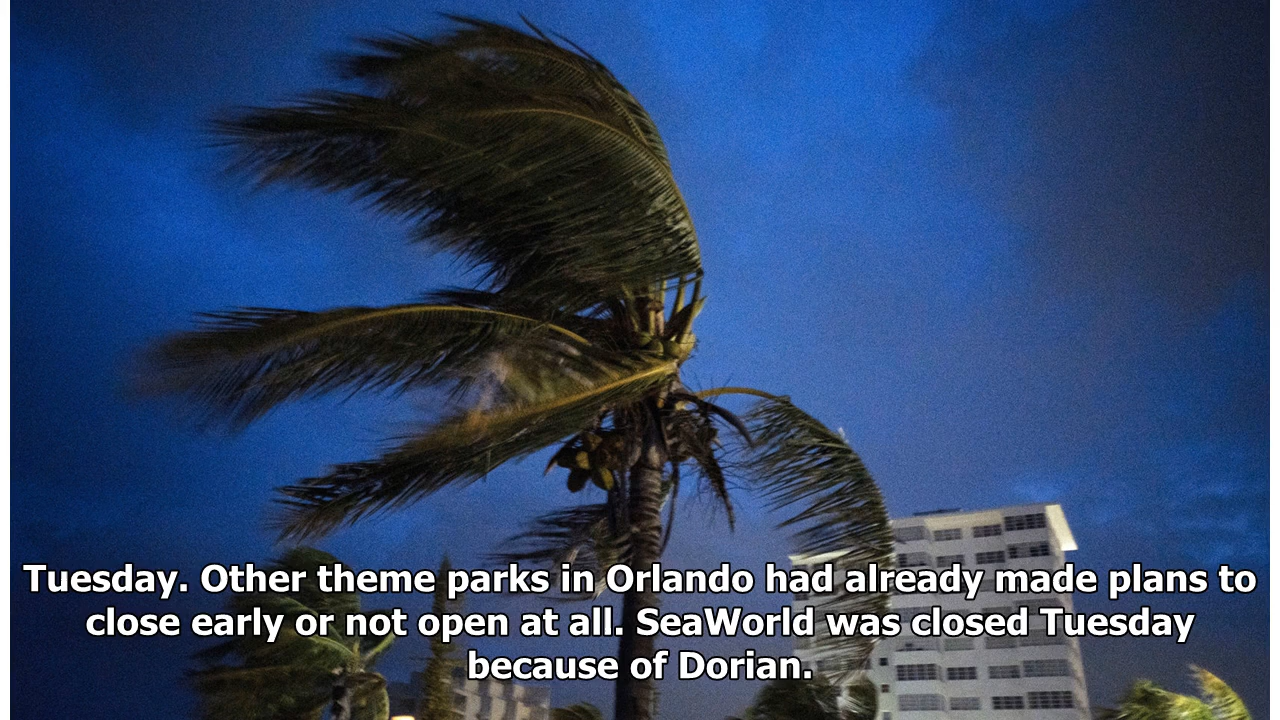 Tuesday. Other theme parks in Orlando had already made plans to
close early or not open at all. SeaWorld was closed Tuesday
because of Dorian.